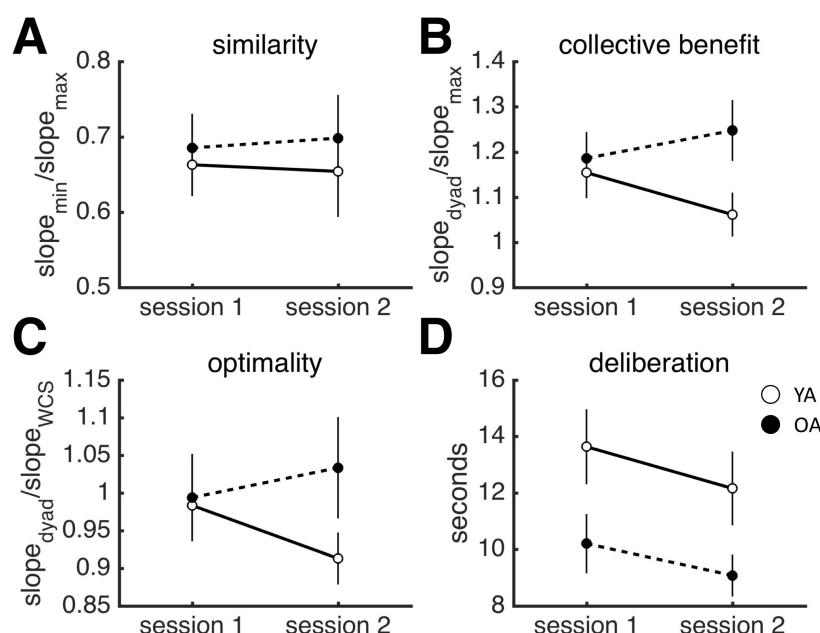 A
similarity
slope_min/slope_max
0.8
0.7
0.6
0.5
session 1
session 2
B
collective benefit
slope_dyad/slope_max
1.4
1.3
1.2
1.1
1
0.9
session 1
session 2
C
optimality
slope_dyad/slope_WCS
1.15
1.1
1.05
1
0.95
0.9
0.85
session 1
session 2
D
deliberation
seconds
16
14
12
10
8
session 1
session 2
YA
OA